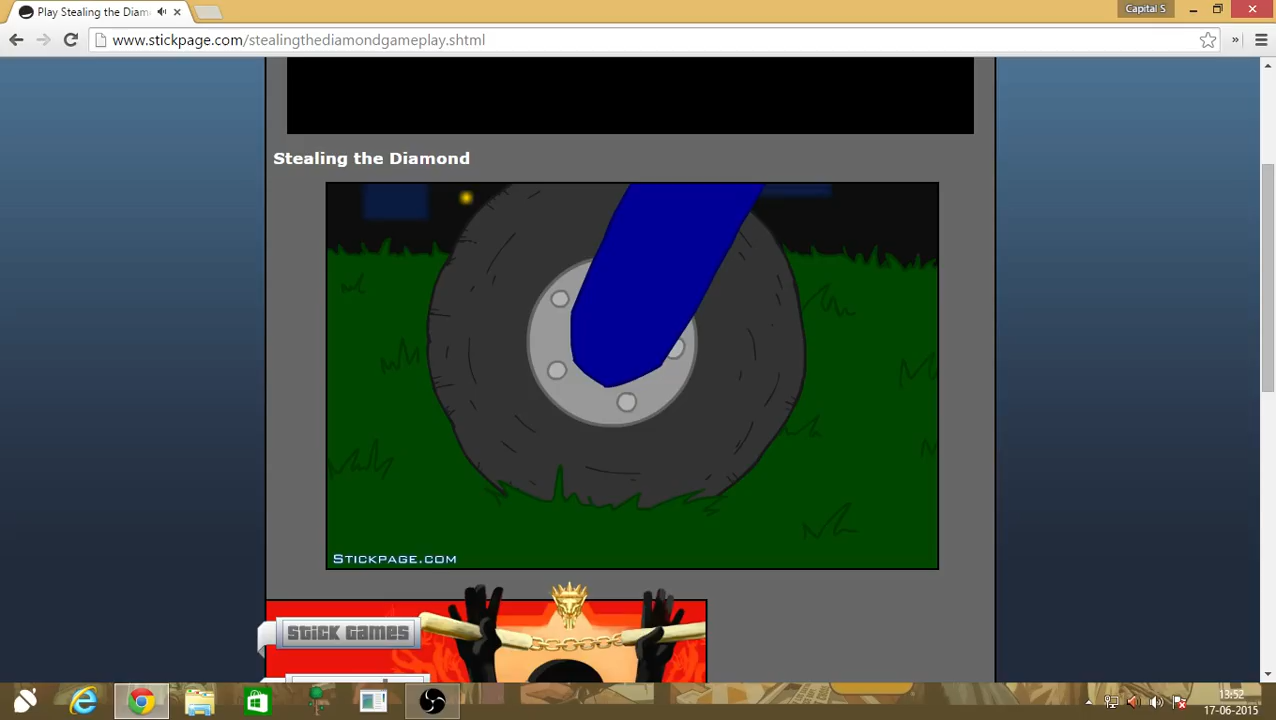 Play Stealing the Diam
Capital S
www.stickpage.com/stealingthediamondgameplay.shtml
Stealing the Diamond
STICKPAGE.COM
STICK GAMES
13:52
17-06-2015